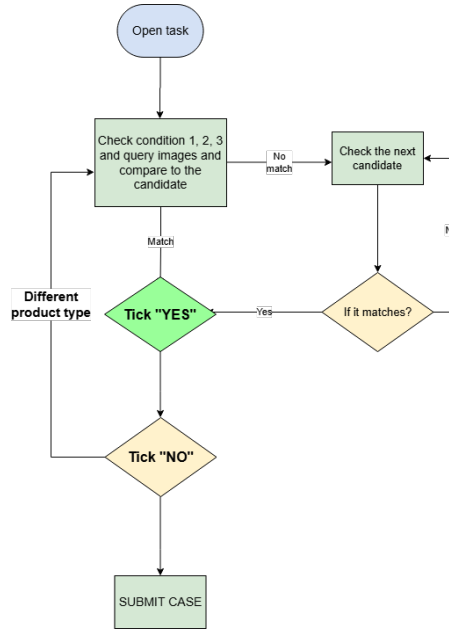 Open task
Check condition 1, 2, 3
and query images and
compare to the
candidate
No
match
Check the next
candidate
Match
Different
product type
Tick "YES"
Yes
If it matches?
Tick "NO"
SUBMIT CASE